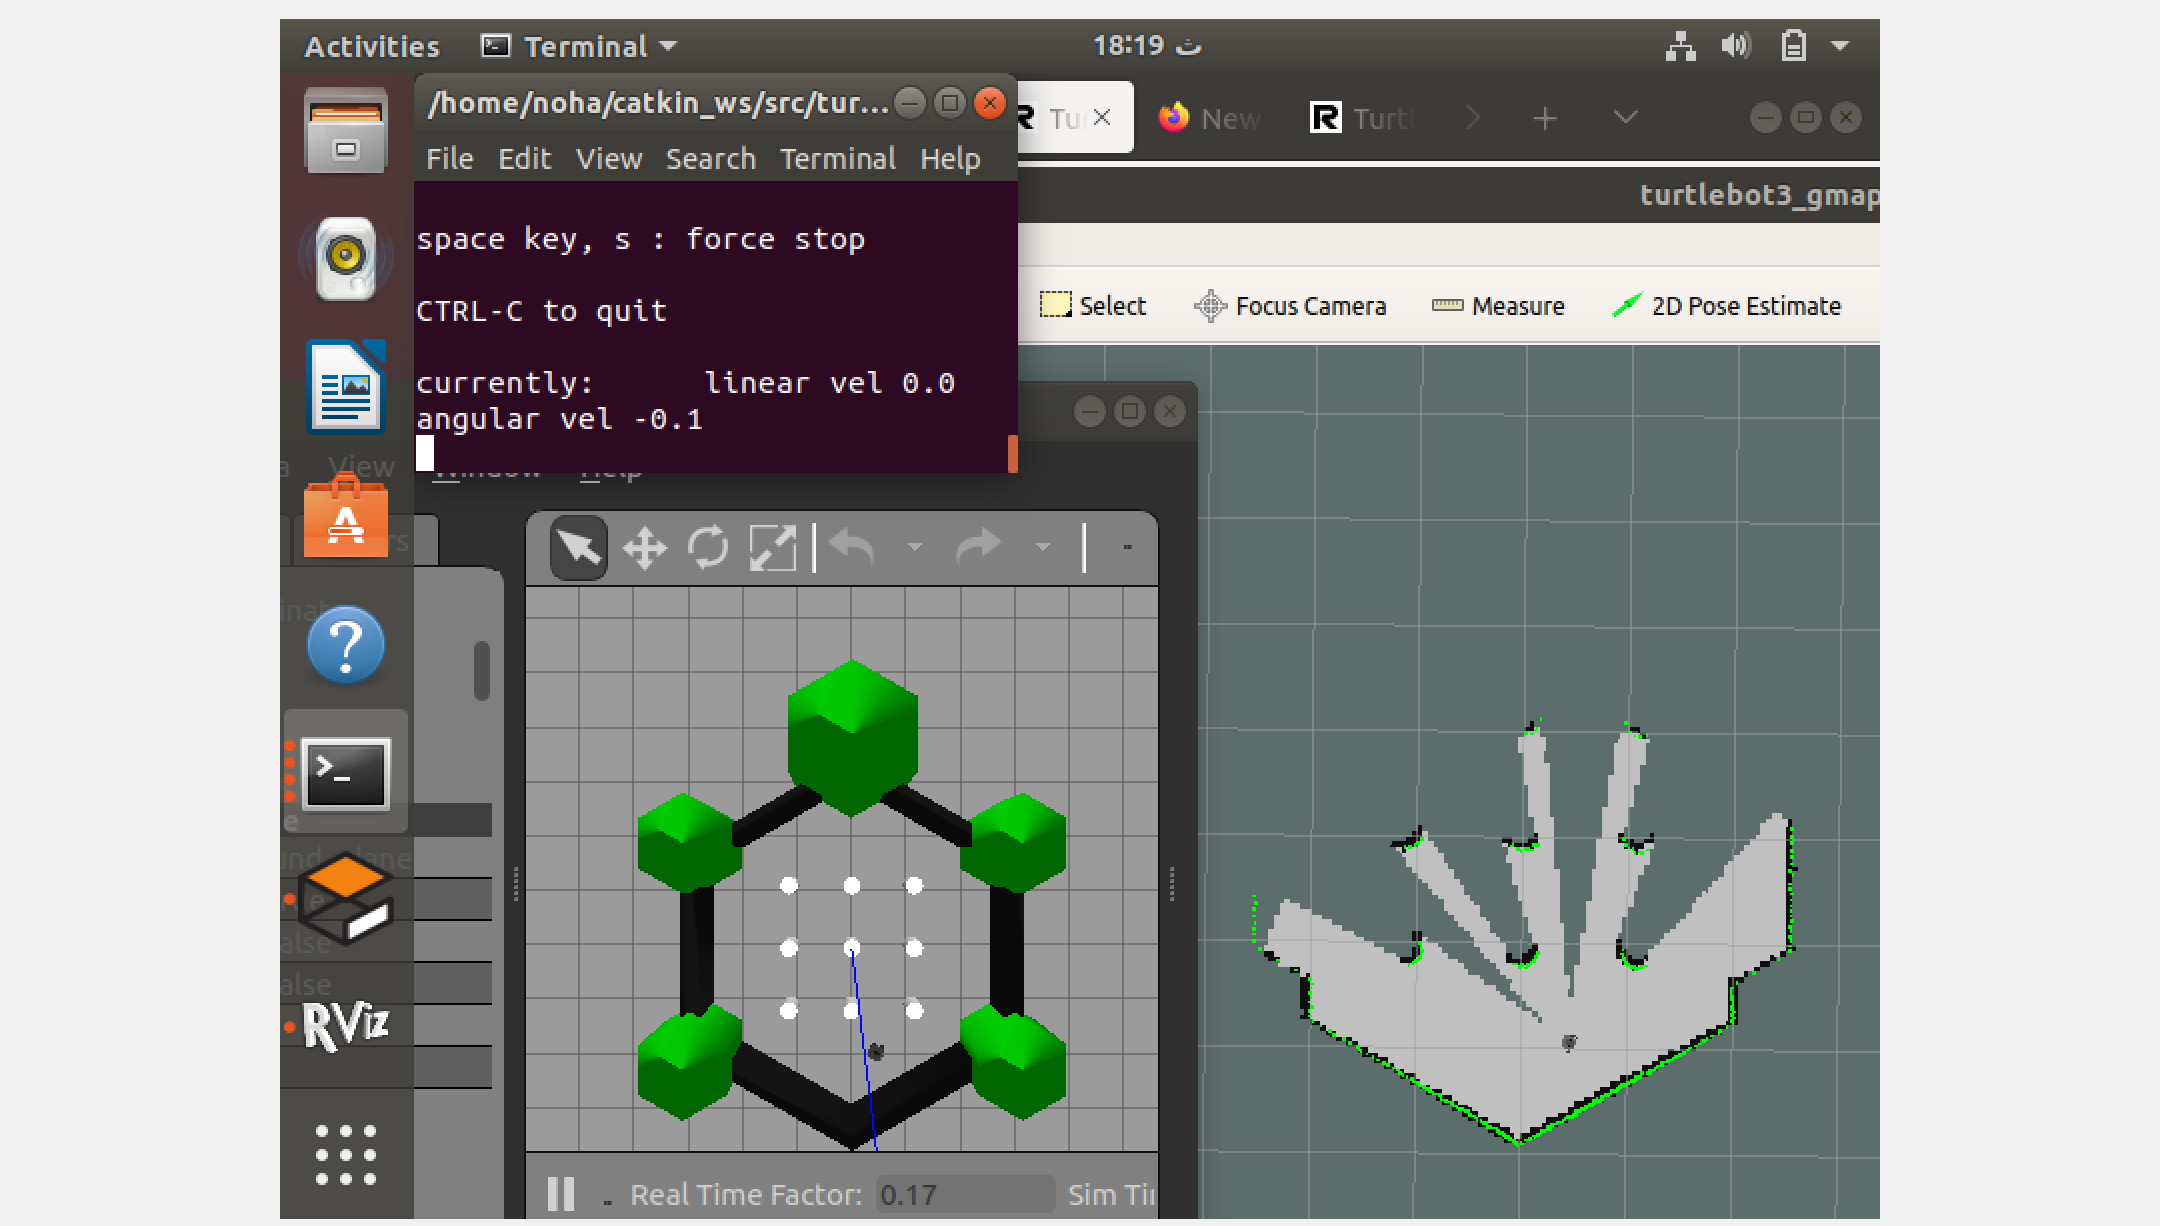 Activities Terminal 18:19 ث
/home/noha/catkin_ws/src/tur...
Tu New Turtl
File Edit View Search Terminal Help
turtlebot3_gmap
space key, s : force stop
CTRL-C to quit
currently: linear vel 0.0
angular vel -0.1
Select Focus Camera Measure 2D Pose Estimate
View Window Help
RViz
Real Time Factor: 0.17 Sim Ti